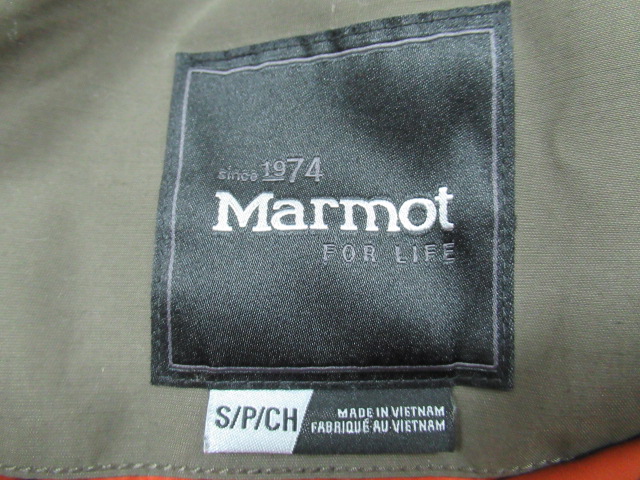 since 1974
Marmot
FOR LIFE
S/P/CH
MADE IN VIETNAM
FABRIQUÉ AU VIETNAM